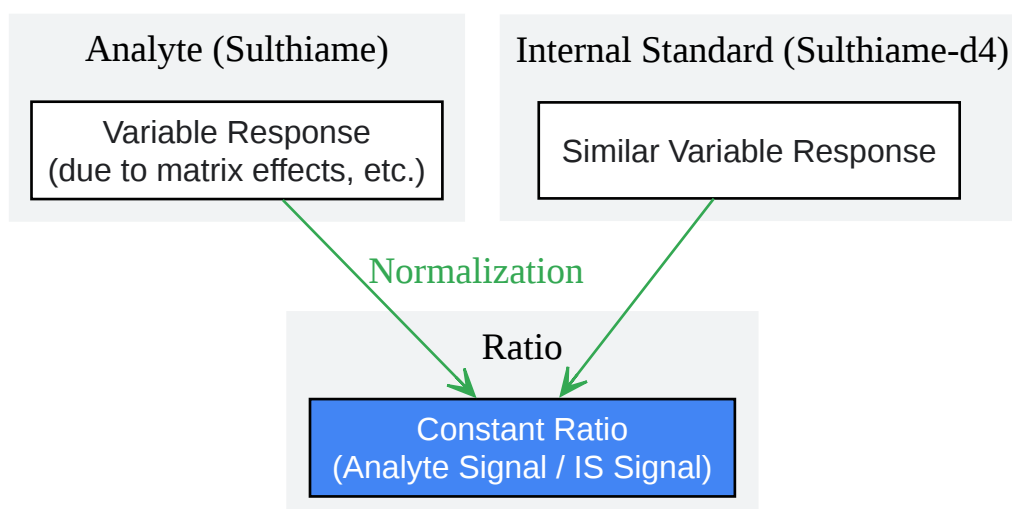 Analyte (Sulthiame)
Variable Response
(due to matrix effects, etc.)
Internal Standard (Sulthiame-d4)
Similar Variable Response
Normalization
Ratio
Constant Ratio
(Analyte Signal / IS Signal)